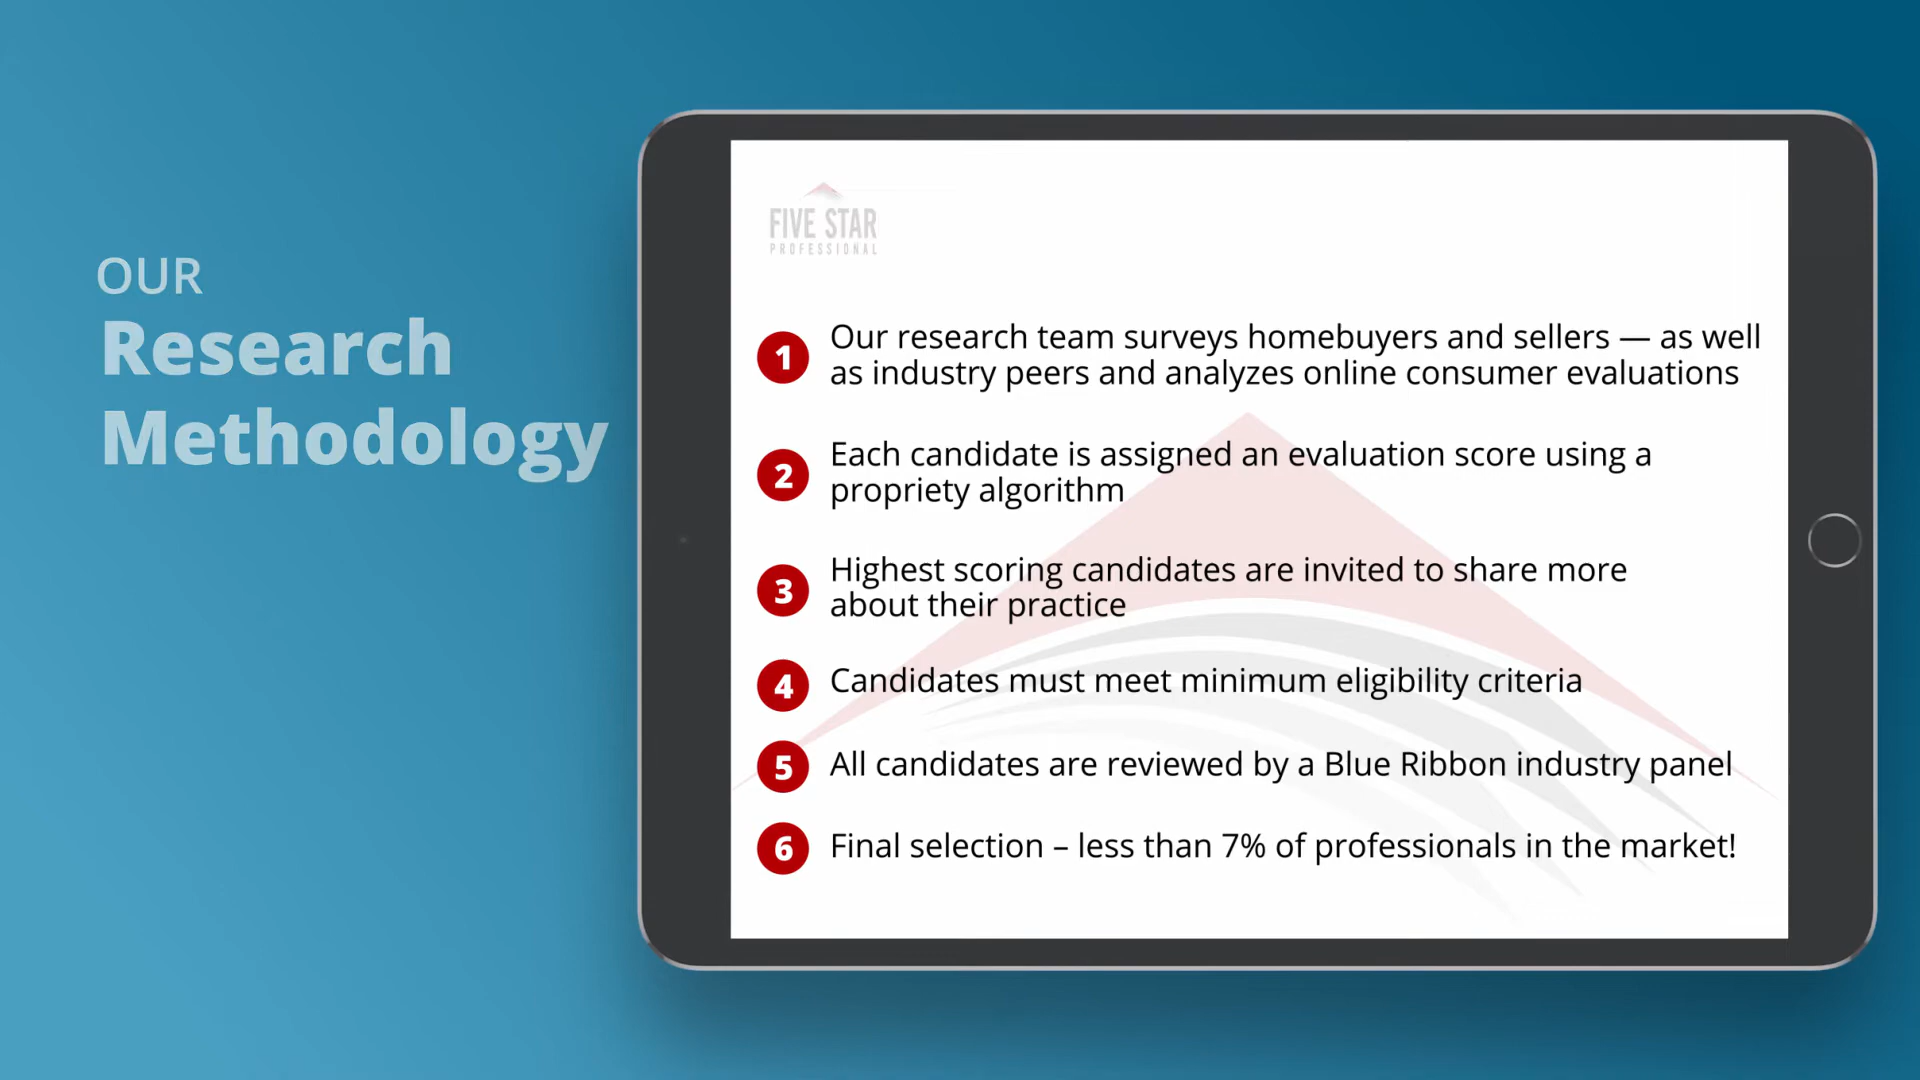 OUR
Research
Methodology
FIVE STAR
PROFESSIONAL
1 Our research team surveys homebuyers and sellers — as well
as industry peers and analyzes online consumer evaluations
2 Each candidate is assigned an evaluation score using a
propriety algorithm
3 Highest scoring candidates are invited to share more
about their practice
4 Candidates must meet minimum eligibility criteria
5 All candidates are reviewed by a Blue Ribbon industry panel
6 Final selection – less than 7% of professionals in the market!